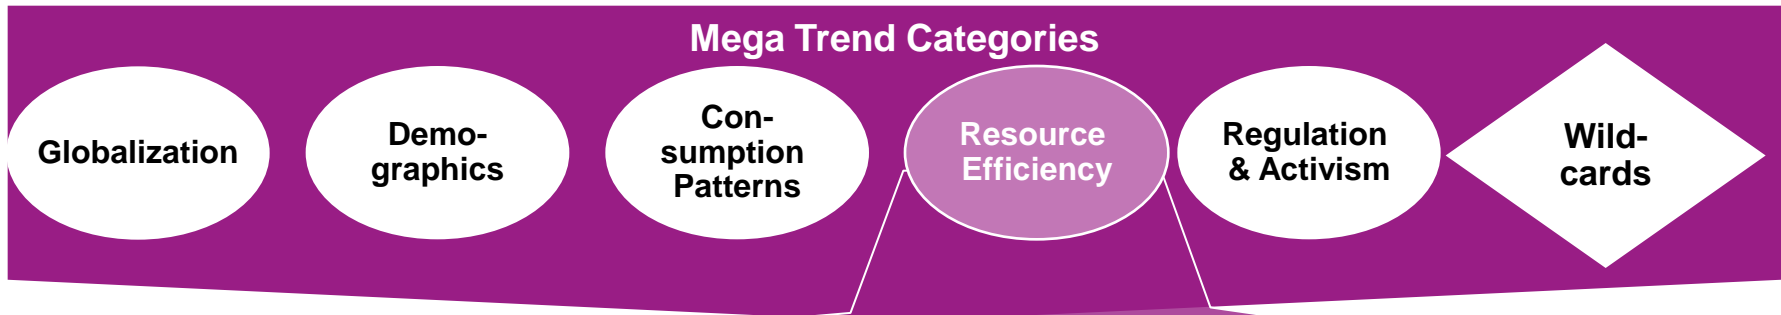 Mega Trend Categories
Globalization
Demo-
graphics
Con-
sumption
Patterns
Resource
Efficiency
Regulation
& Activism
Wild-
cards